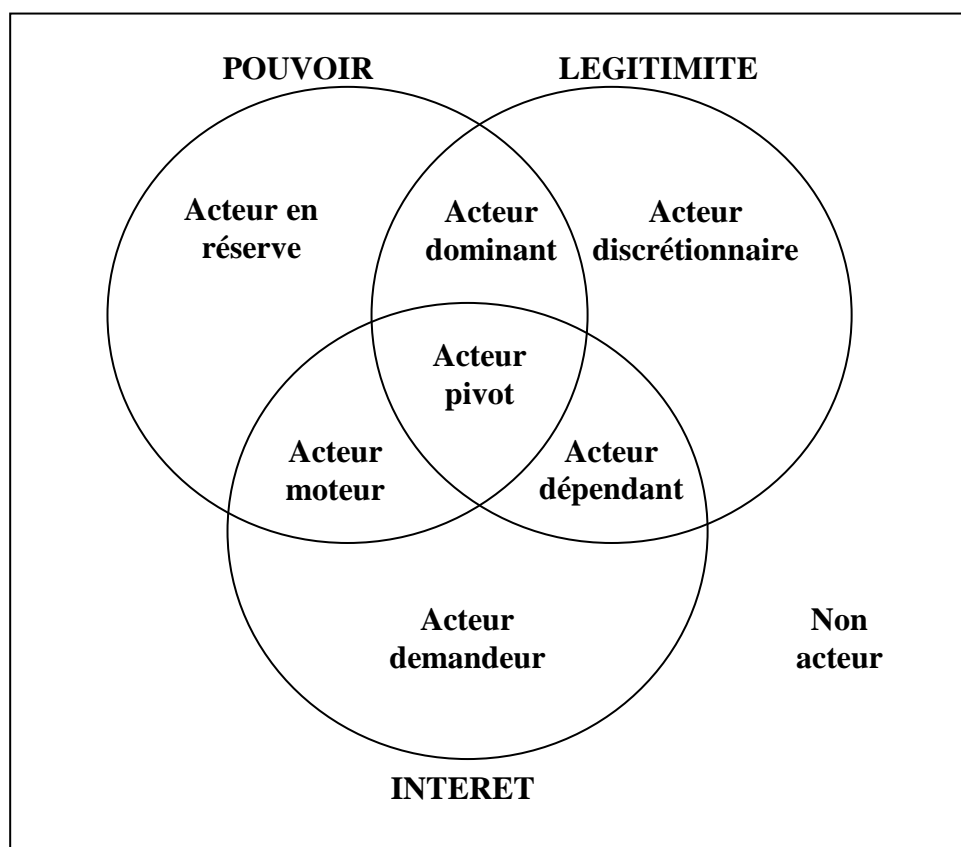 POUVOIR
LEGITIMITE
Acteur en
réserve
Acteur
dominant
Acteur
discrétionnaire
Acteur
pivot
Acteur
moteur
Acteur
dépendant
Acteur
demandeur
Non
acteur
INTERET